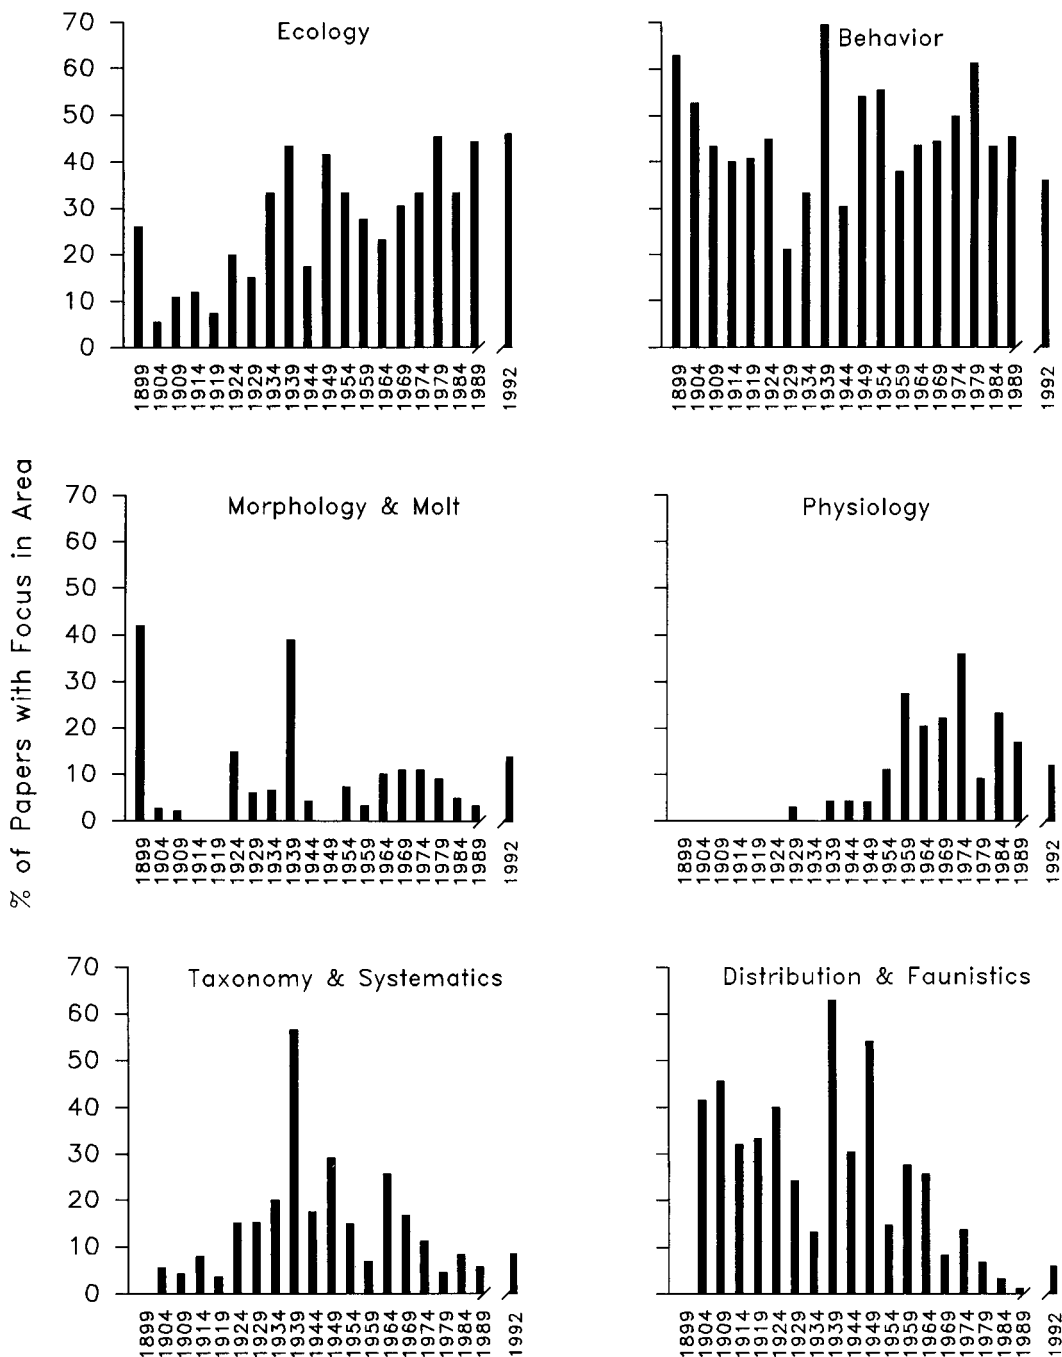 % of Papers with Focus in Area
Ecology
70
60
50
40
30
20
10
0
1899 1904 1909 1914 1919 1924 1929 1934 1939 1944 1949 1954 1959 1964 1969 1974 1979 1984 1989 1992
Behavior
1899 1904 1909 1914 1919 1924 1929 1934 1939 1944 1949 1954 1959 1964 1969 1974 1979 1984 1989 1992
Morphology & Molt
70
60
50
40
30
20
10
0
1899 1904 1909 1914 1919 1924 1929 1934 1939 1944 1949 1954 1959 1964 1969 1974 1979 1984 1989 1992
Physiology
1899 1904 1909 1914 1919 1924 1929 1934 1939 1944 1949 1954 1959 1964 1969 1974 1979 1984 1989 1992
Taxonomy & Systematics
70
60
50
40
30
20
10
0
1899 1904 1909 1914 1919 1924 1929 1934 1939 1944 1949 1954 1959 1964 1969 1974 1979 1984 1989 1992
Distribution & Faunistics
1899 1904 1909 1914 1919 1924 1929 1934 1939 1944 1949 1954 1959 1964 1969 1974 1979 1984 1989 1992